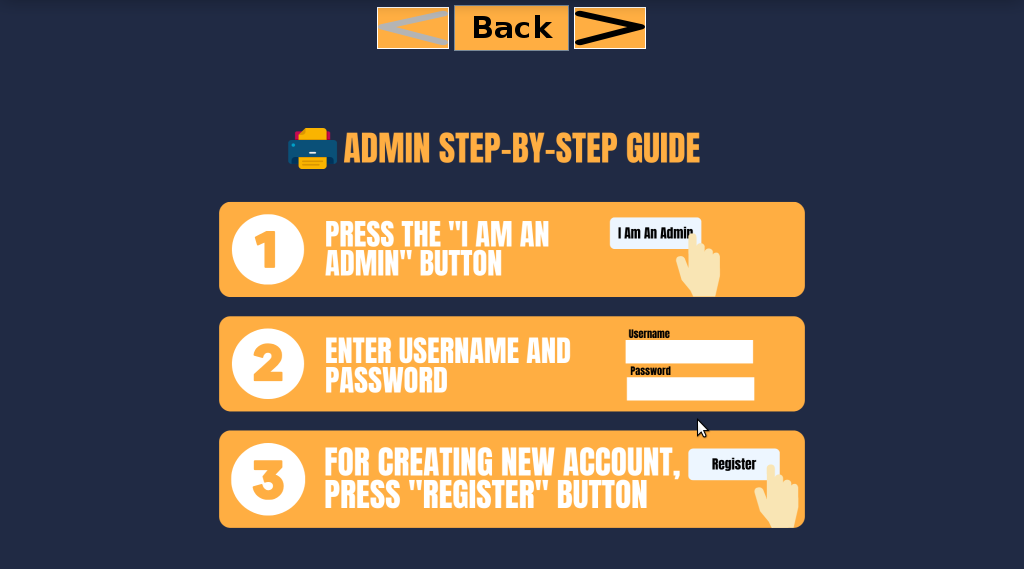 Back
ADMIN STEP-BY-STEP GUIDE
1
PRESS THE "I AM AN
ADMIN" BUTTON
I Am An Admin
2
ENTER USERNAME AND
PASSWORD
Username
Password
3
FOR CREATING NEW ACCOUNT,
PRESS "REGISTER" BUTTON
Register